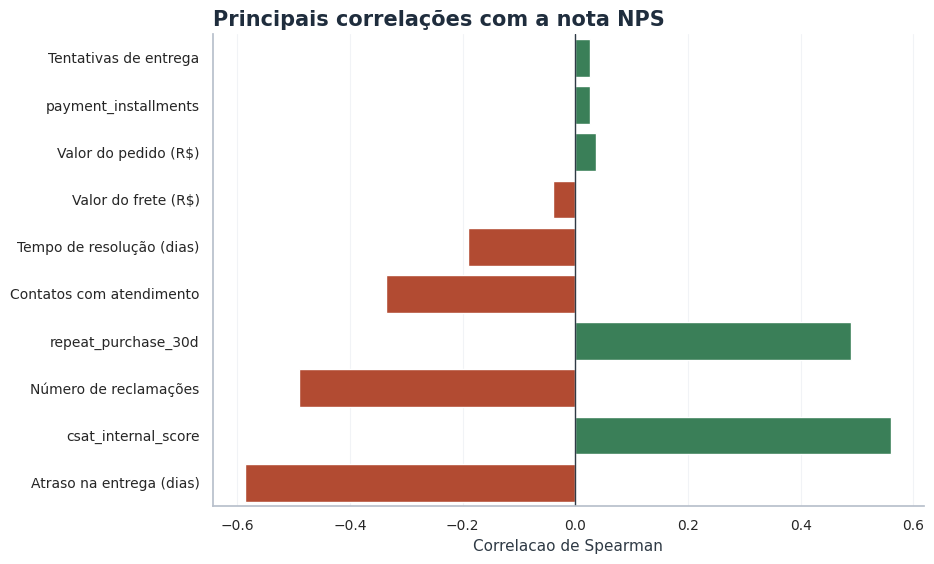 Principais correlações com a nota NPS
Tentativas de entrega
payment_installments
Valor do pedido (R$)
Valor do frete (R$)
Tempo de resolução (dias)
Contatos com atendimento
repeat_purchase_30d
Número de reclamações
csat_internal_score
Atraso na entrega (dias)
−0.6 −0.4 −0.2 0.0 0.2 0.4 0.6
Correlacao de Spearman